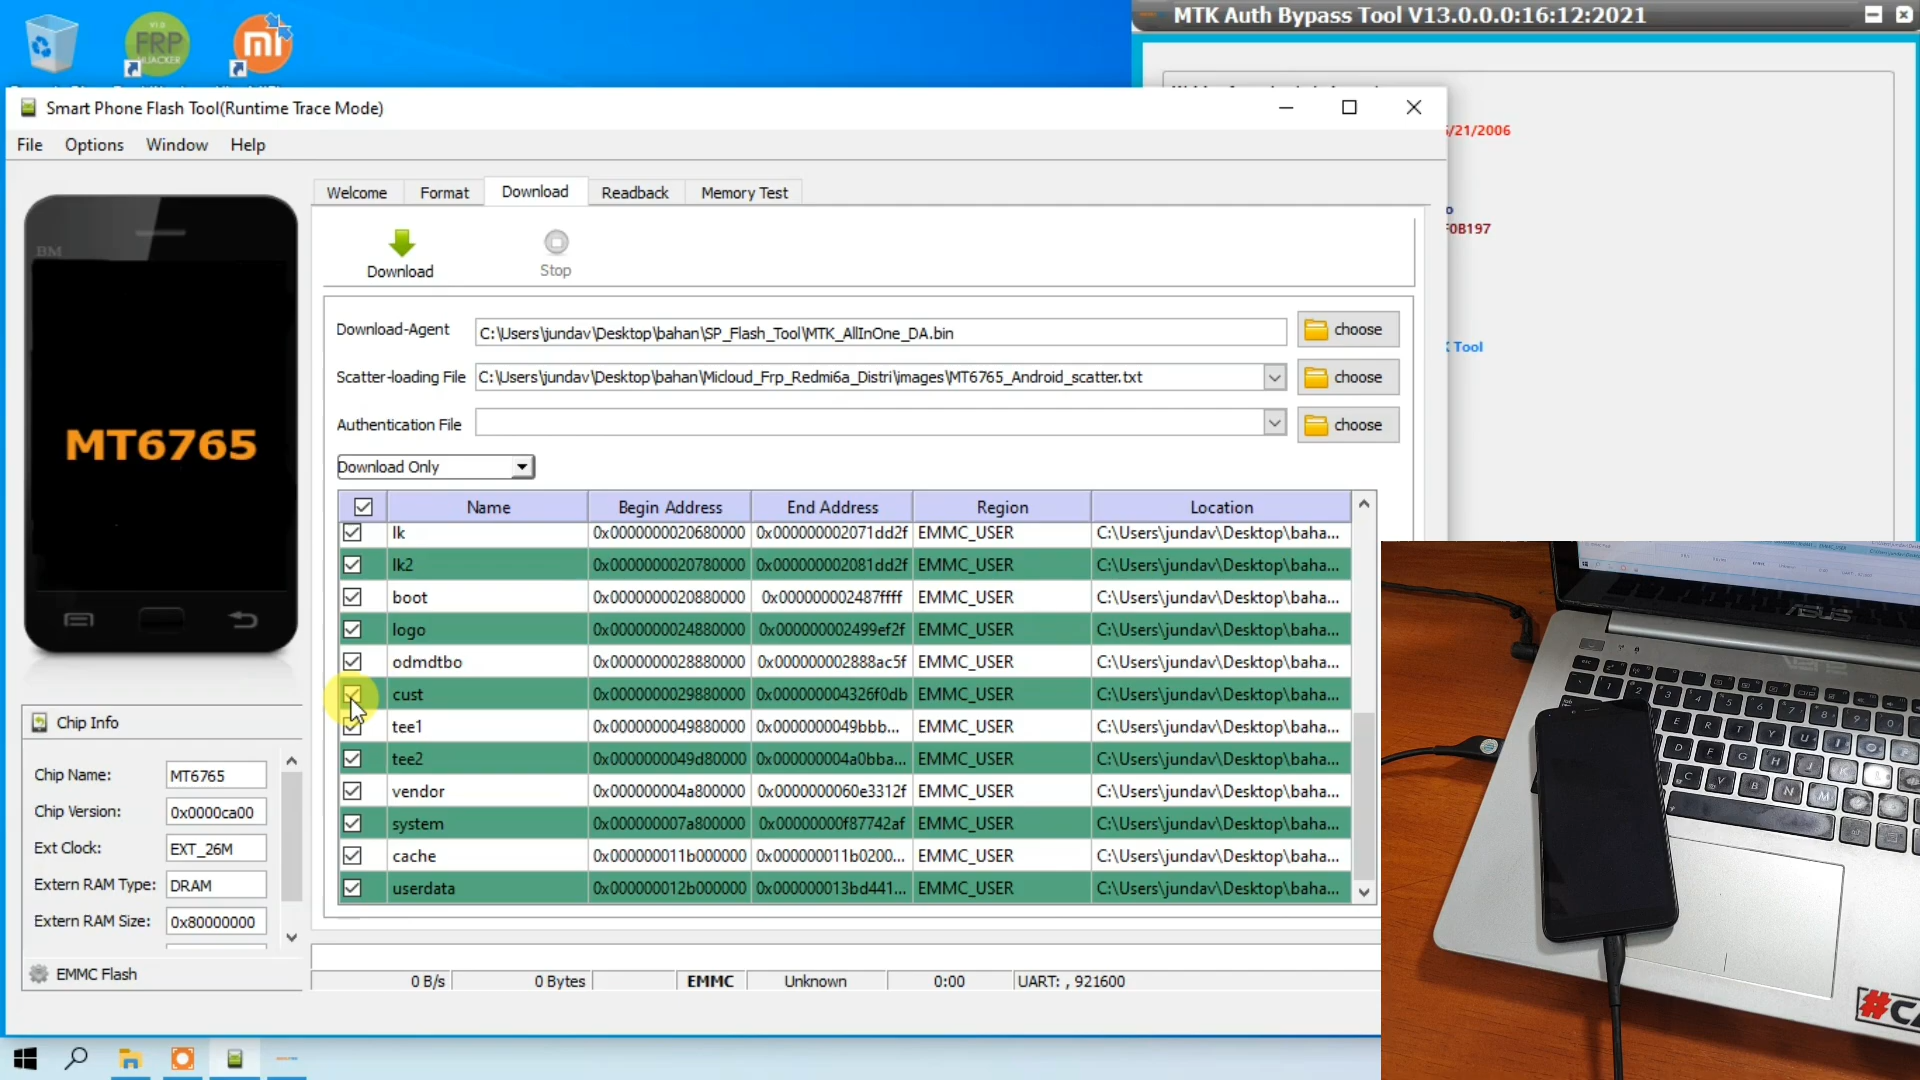 MTK Auth Bypass Tool V13.0.0.0:16:12:2021
V1.0
FRP
HIJACKER
Smart Phone Flash Tool(Runtime Trace Mode)
5/21/2006
File Options Window Help
Welcome Format Download Readback Memory Test
F0B197
BM
Download
Stop
Download-Agent C:\Users\jundav\Desktop\bahan\SP_Flash_Tool\MTK_AllInOne_DA.bin choose
Tool
Scatter-loading File C:\Users\jundav\Desktop\bahan\Micloud_Frp_Redmi6a_Distri\images\MT6765_Android_scatter.txt choose
Authentication File choose
MT6765
Download Only
Name Begin Address End Address Region Location
lk 0x0000000020680000 0x000000002071dd2f EMMC_USER C:\Users\jundav\Desktop\baha...
lk2 0x0000000020780000 0x000000002081dd2f EMMC_USER C:\Users\jundav\Desktop\baha...
boot 0x0000000020880000 0x000000002487ffff EMMC_USER C:\Users\jundav\Desktop\baha...
logo 0x0000000024880000 0x000000002499ef2f EMMC_USER C:\Users\jundav\Desktop\baha...
odmdtbo 0x0000000028880000 0x000000002888ac5f EMMC_USER C:\Users\jundav\Desktop\baha...
cust 0x0000000029880000 0x000000004326f0db EMMC_USER C:\Users\jundav\Desktop\baha...
tee1 0x0000000049880000 0x0000000049bbb... EMMC_USER C:\Users\jundav\Desktop\baha...
tee2 0x0000000049d80000 0x000000004a0bba... EMMC_USER C:\Users\jundav\Desktop\baha...
vendor 0x000000004a800000 0x0000000060e3312f EMMC_USER C:\Users\jundav\Desktop\baha...
system 0x000000007a800000 0x00000000f87742af EMMC_USER C:\Users\jundav\Desktop\baha...
cache 0x000000011b000000 0x000000011b0200... EMMC_USER C:\Users\jundav\Desktop\baha...
userdata 0x000000012b000000 0x000000013bd441... EMMC_USER C:\Users\jundav\Desktop\baha...
Chip Info
Chip Name: MT6765
Chip Version: 0x0000ca00
Ext Clock: EXT_26M
Extern RAM Type: DRAM
Extern RAM Size: 0x80000000
EMMC Flash
0 B/s 0 Bytes EMMC Unknown 0:00 UART: , 921600
ASUS